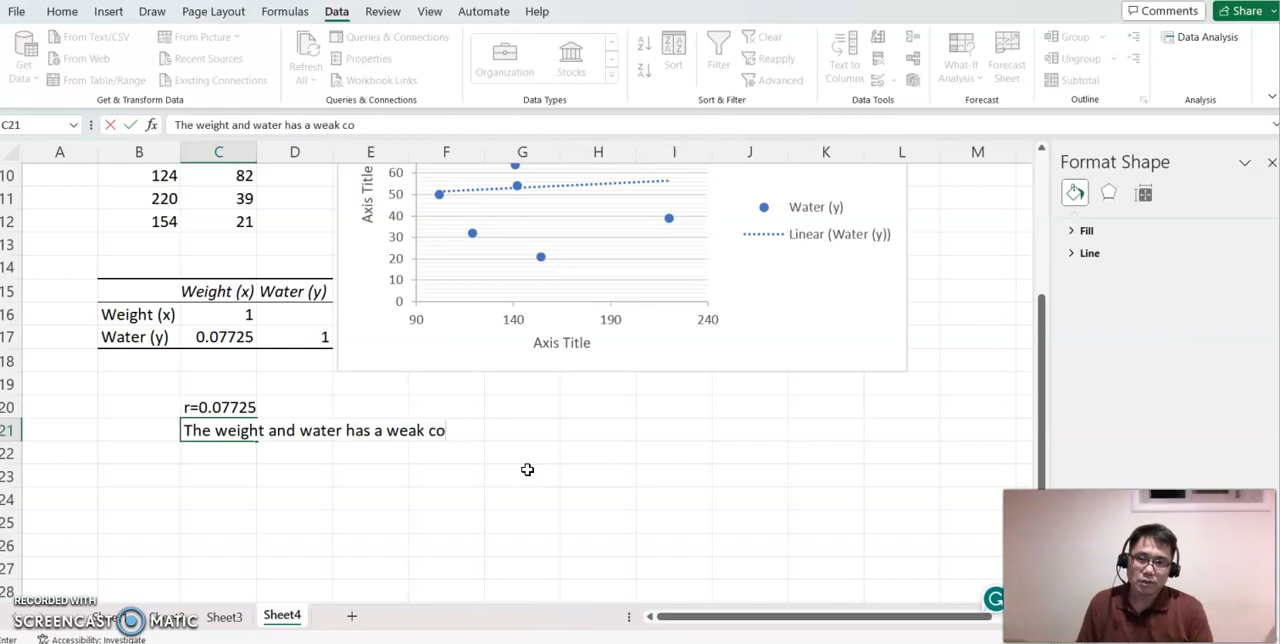 File Home Insert Draw Page Layout Formulas Data Review View Automate Help Comments Share
Get Data
From Text/CSV
From Web
From Table/Range
From Picture
Recent Sources
Existing Connections
Get & Transform Data
Refresh All
Queries & Connections
Properties
Workbook Links
Queries & Connections
Organization
Stocks
Data Types
Sort
Filter
Clear
Reapply
Advanced
Sort & Filter
Text to Columns
Data Tools
What-If Analysis
Forecast Sheet
Forecast
Group
Ungroup
Subtotal
Outline
Data Analysis
Analysis
C21 fx The weight and water has a weak co
A B C D E F G H I J K L M
10 124 82
11 220 39
12 154 21
13
14
15 Weight (x) Water (y)
16 Weight (x) 1
17 Water (y) 0.07725 1
18
19
20 r=0.07725
21 The weight and water has a weak co
22
23
24
25
26
27
28
Axis Title
60
50
40
30
20
10
0
90 140 190 240
Axis Title
Water (y)
Linear (Water (y))
Format Shape
Fill
Line
RECORDED WITH
SCREENCAST MATIC
Sheet3 Sheet4
Accessibility: Investigate